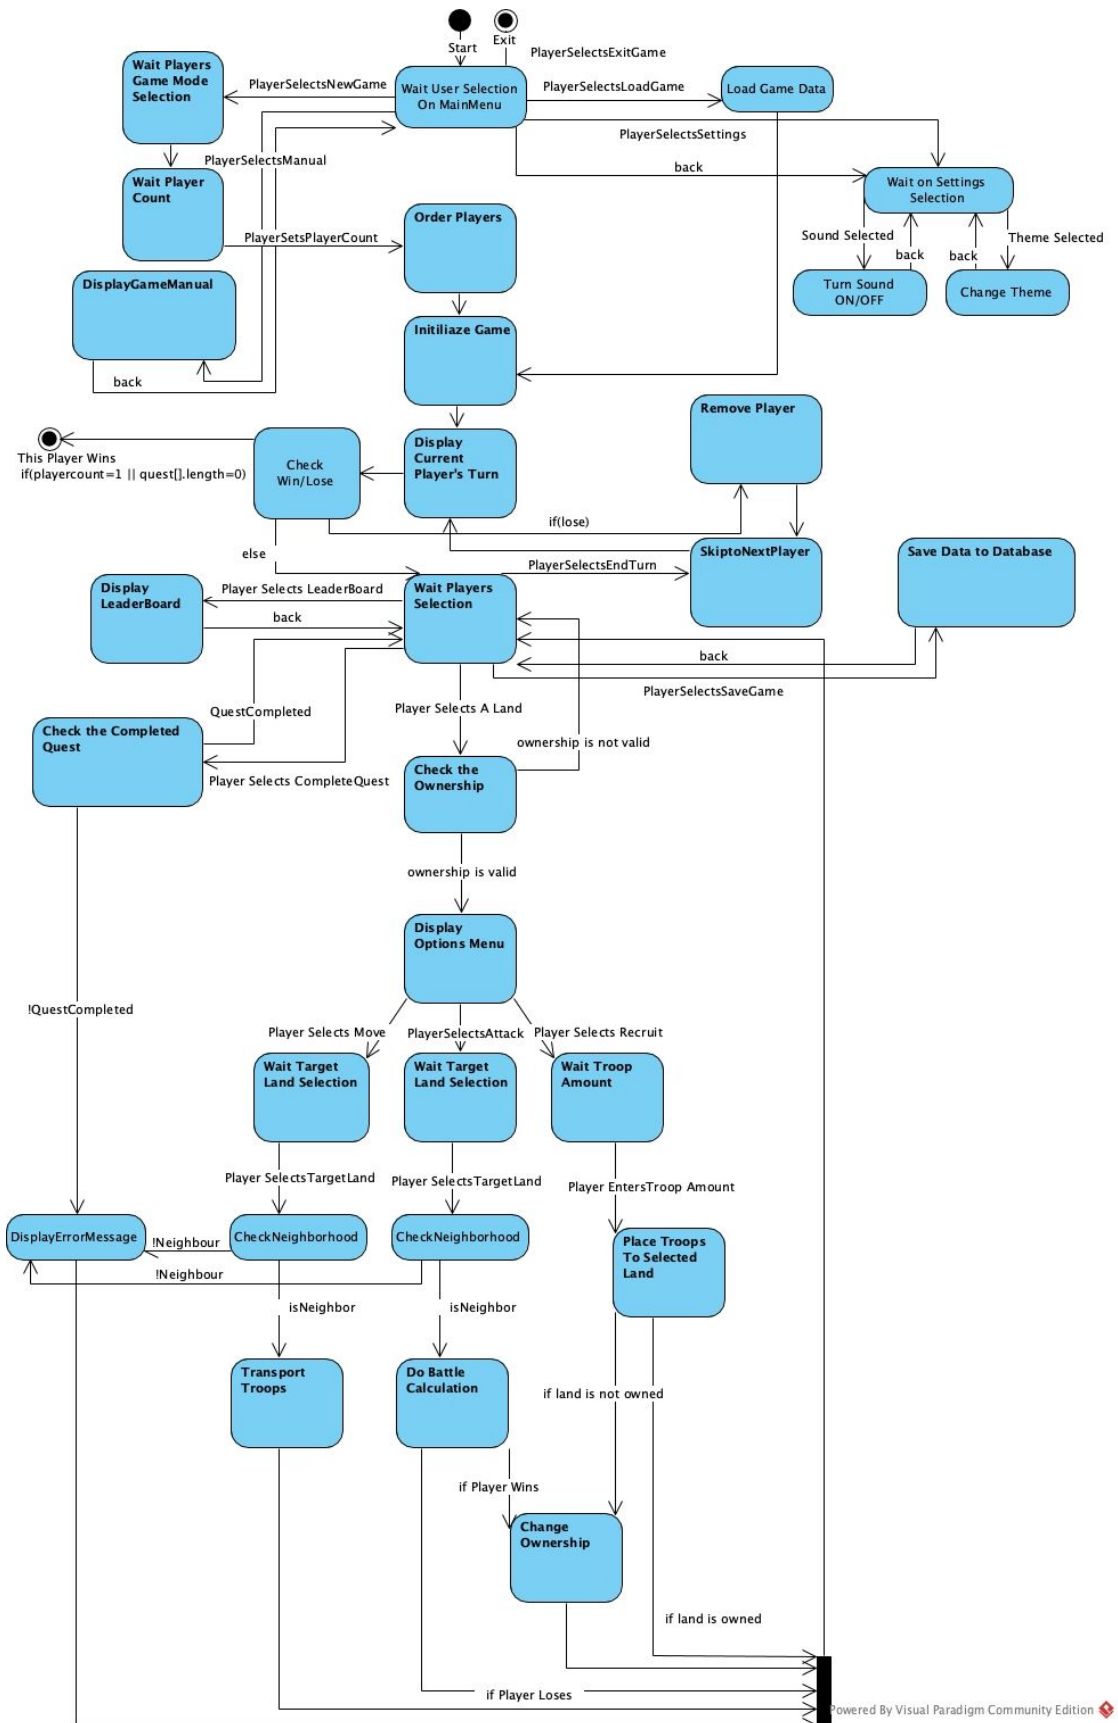 Start
Exit
PlayerSelectsExitGame
Wait Players
Game Mode
Selection
PlayerSelectsNewGame
Wait User Selection
On MainMenu
PlayerSelectsLoadGame
Load Game Data
PlayerSelectsSettings
PlayerSelectsManual
back
Wait Player
Count
Wait on Settings
Selection
Order Players
PlayerSetsPlayerCount
Sound Selected
Theme Selected
back
back
DisplayGameManual
Turn Sound
ON/OFF
Change Theme
Initiliaze Game
back
Remove Player
This Player Wins
if(playercount=1 || quest[].length=0)
Check
Win/Lose
Display
Current
Player's Turn
if(lose)
else
SkiptoNextPlayer
Save Data to Database
PlayerSelectsEndTurn
Display
LeaderBoard
Player Selects LeaderBoard
Wait Players
Selection
back
back
PlayerSelectsSaveGame
QuestCompleted
Player Selects A Land
Check the Completed
Quest
ownership is not valid
Player Selects CompleteQuest
Check the
Ownership
ownership is valid
Display
Options Menu
!QuestCompleted
Player Selects Move
PlayerSelectsAttack
Player Selects Recruit
Wait Target
Land Selection
Wait Target
Land Selection
Wait Troop
Amount
Player SelectsTargetLand
Player SelectsTargetLand
Player EntersTroop Amount
DisplayErrorMessage
!Neighbour
CheckNeighborhood
CheckNeighborhood
Place Troops
To Selected
Land
!Neighbour
isNeighbor
isNeighbor
Transport
Troops
Do Battle
Calculation
if land is not owned
if Player Wins
Change
Ownership
if land is owned
if Player Loses
Powered By Visual Paradigm Community Edition